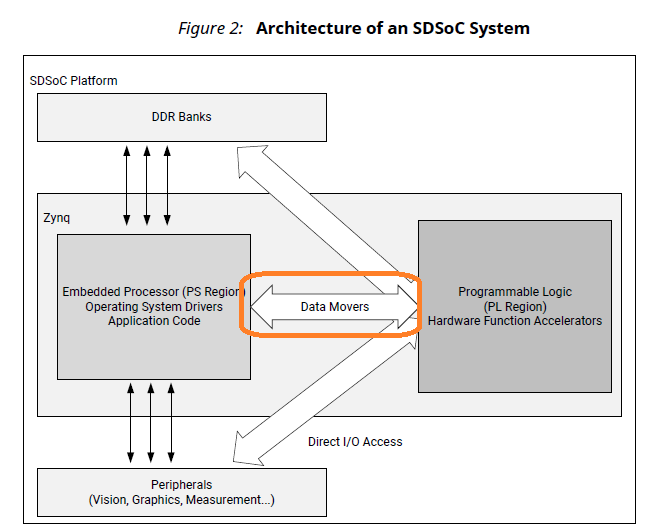 Figure 2: Architecture of an SDSoC System
SDSoC Platform
DDR Banks
Zynq
Embedded Processor (PS Region)
Operating System Drivers
Application Code
Data Movers
Programmable Logic
(PL Region)
Hardware Function Accelerators
Direct I/O Access
Peripherals
(Vision, Graphics, Measurement...)